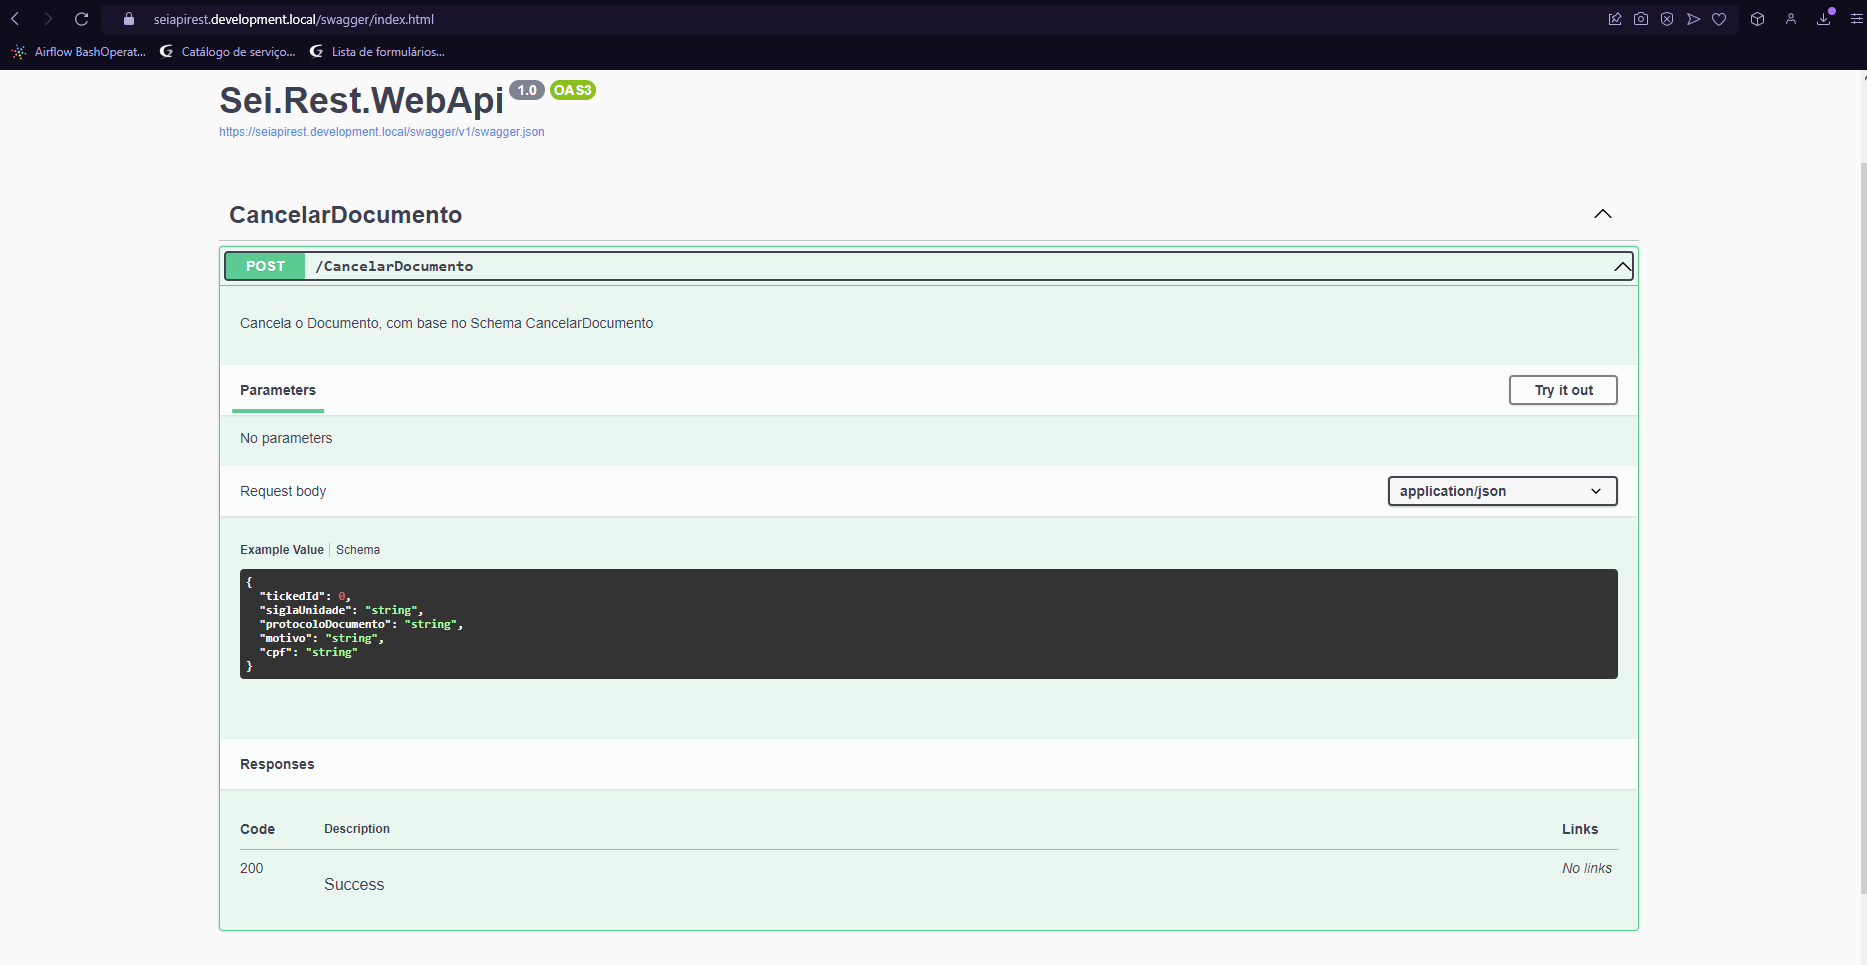 seiapirest.development.local/swagger/index.html
Airflow BashOperat...
Catálogo de serviço...
Lista de formulários...
Sei.Rest.WebApi 1.0 OAS3
https://seiapirest.development.local/swagger/v1/swagger.json
CancelarDocumento
POST /CancelarDocumento
Cancela o Documento, com base no Schema CancelarDocumento
Parameters
Try it out
No parameters
Request body
application/json
Example Value | Schema
{
"tickedId": 0,
"siglaUnidade": "string",
"protocoloDocumento": "string",
"motivo": "string",
"cpf": "string"
}
Responses
Code Description Links
200 No links
Success